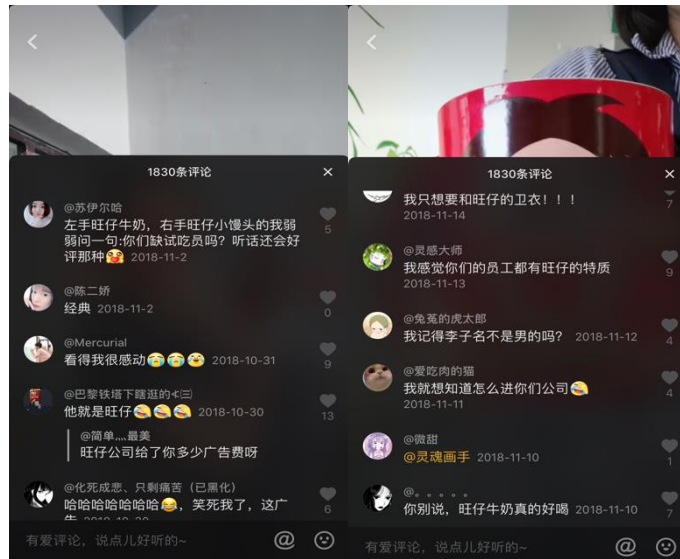 1830条评论
@苏伊尔哈
左手旺仔牛奶，右手旺仔小馒头的我弱
弱问一句:你们缺试吃员吗？听话还会好
评那种 2018-11-2
5
@陈二娇
经典 2018-11-2
0
@Mercurial
看得我很感动 2018-10-31
9
@巴黎铁塔下瞎逛的
他就是旺仔 2018-10-30
13
@简单灬最美
旺仔公司给了你多少广告费呀
@化死成悲、只剩痛苦（已黑化）
哈哈哈哈哈哈哈，笑死我了，这广
6
有爱评论，说点儿好听的~
1830条评论
我只想要和旺仔的卫衣！！！
2018-11-14
7
@灵感大师
我感觉你们的员工都有旺仔的特质
2018-11-13
9
@兔菟的虎太郎
我记得李子名不是男的吗？ 2018-11-12
4
@爱吃肉的猫
我就想知道怎么进你们公司
2018-11-11
4
@微甜
@灵魂画手 2018-11-10
1
@。。。。。
你别说，旺仔牛奶真的好喝 2018-11-10
7
有爱评论，说点儿好听的~